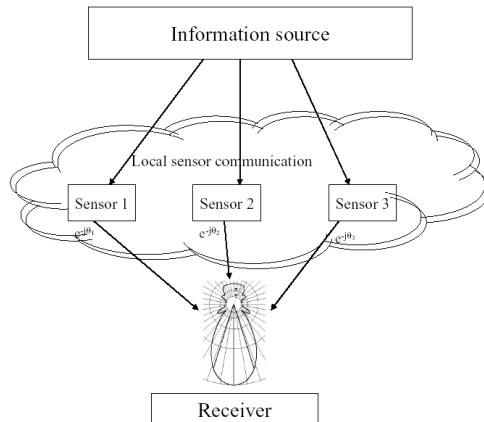 Information source
Local sensor communication
Sensor 1
Sensor 2
Sensor 3
e-jθ₁
e-jθ₂
e-jθ₃
Receiver